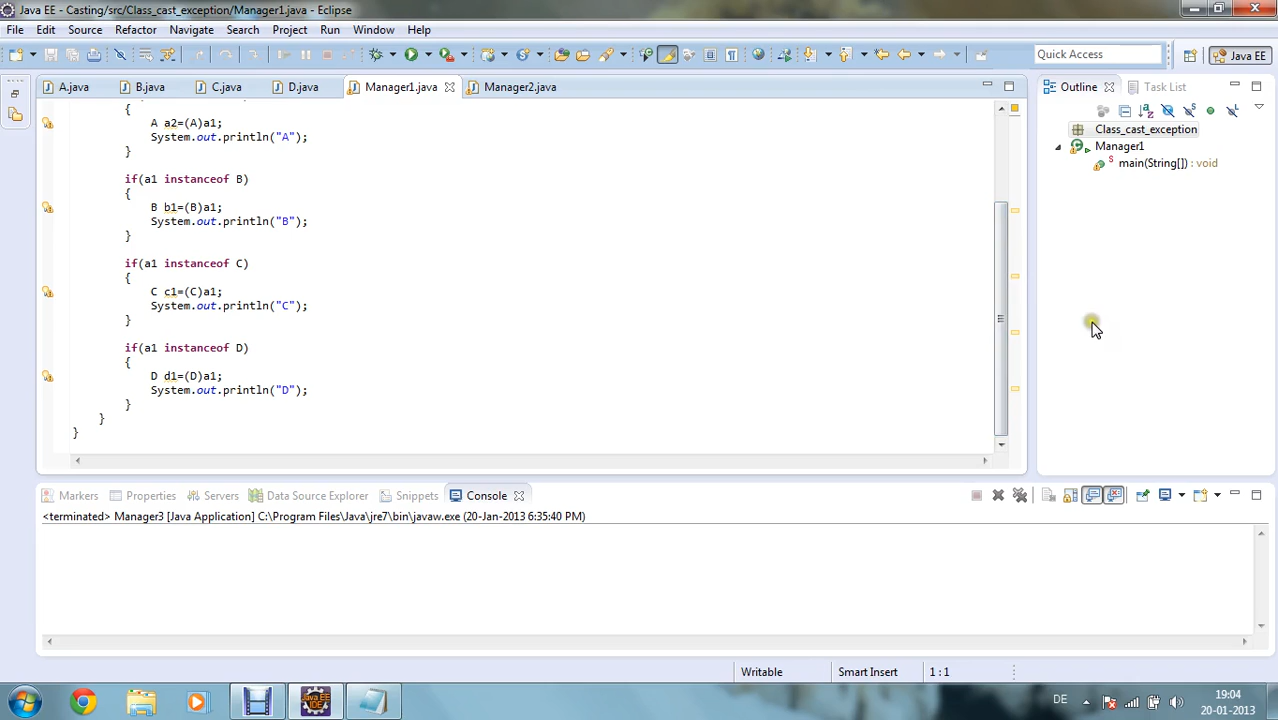 Java EE - Casting/src/Class_cast_exception/Manager1.java - Eclipse
File Edit Source Refactor Navigate Search Project Run Window Help
Quick Access
Java EE
A.java B.java C.java D.java Manager1.java Manager2.java
Outline Task List
{
A a2=(A)a1;
System.out.println("A");
}
if(a1 instanceof B)
{
B b1=(B)a1;
System.out.println("B");
}
if(a1 instanceof C)
{
C c1=(C)a1;
System.out.println("C");
}
if(a1 instanceof D)
{
D d1=(D)a1;
System.out.println("D");
}
}
}
Class_cast_exception
Manager1
main(String[]) : void
Markers Properties Servers Data Source Explorer Snippets Console
<terminated> Manager3 [Java Application] C:\Program Files\Java\jre7\bin\javaw.exe (20-Jan-2013 6:35:40 PM)
Writable Smart Insert 1 : 1
Java EE
IDE
DE
19:04
20-01-2013